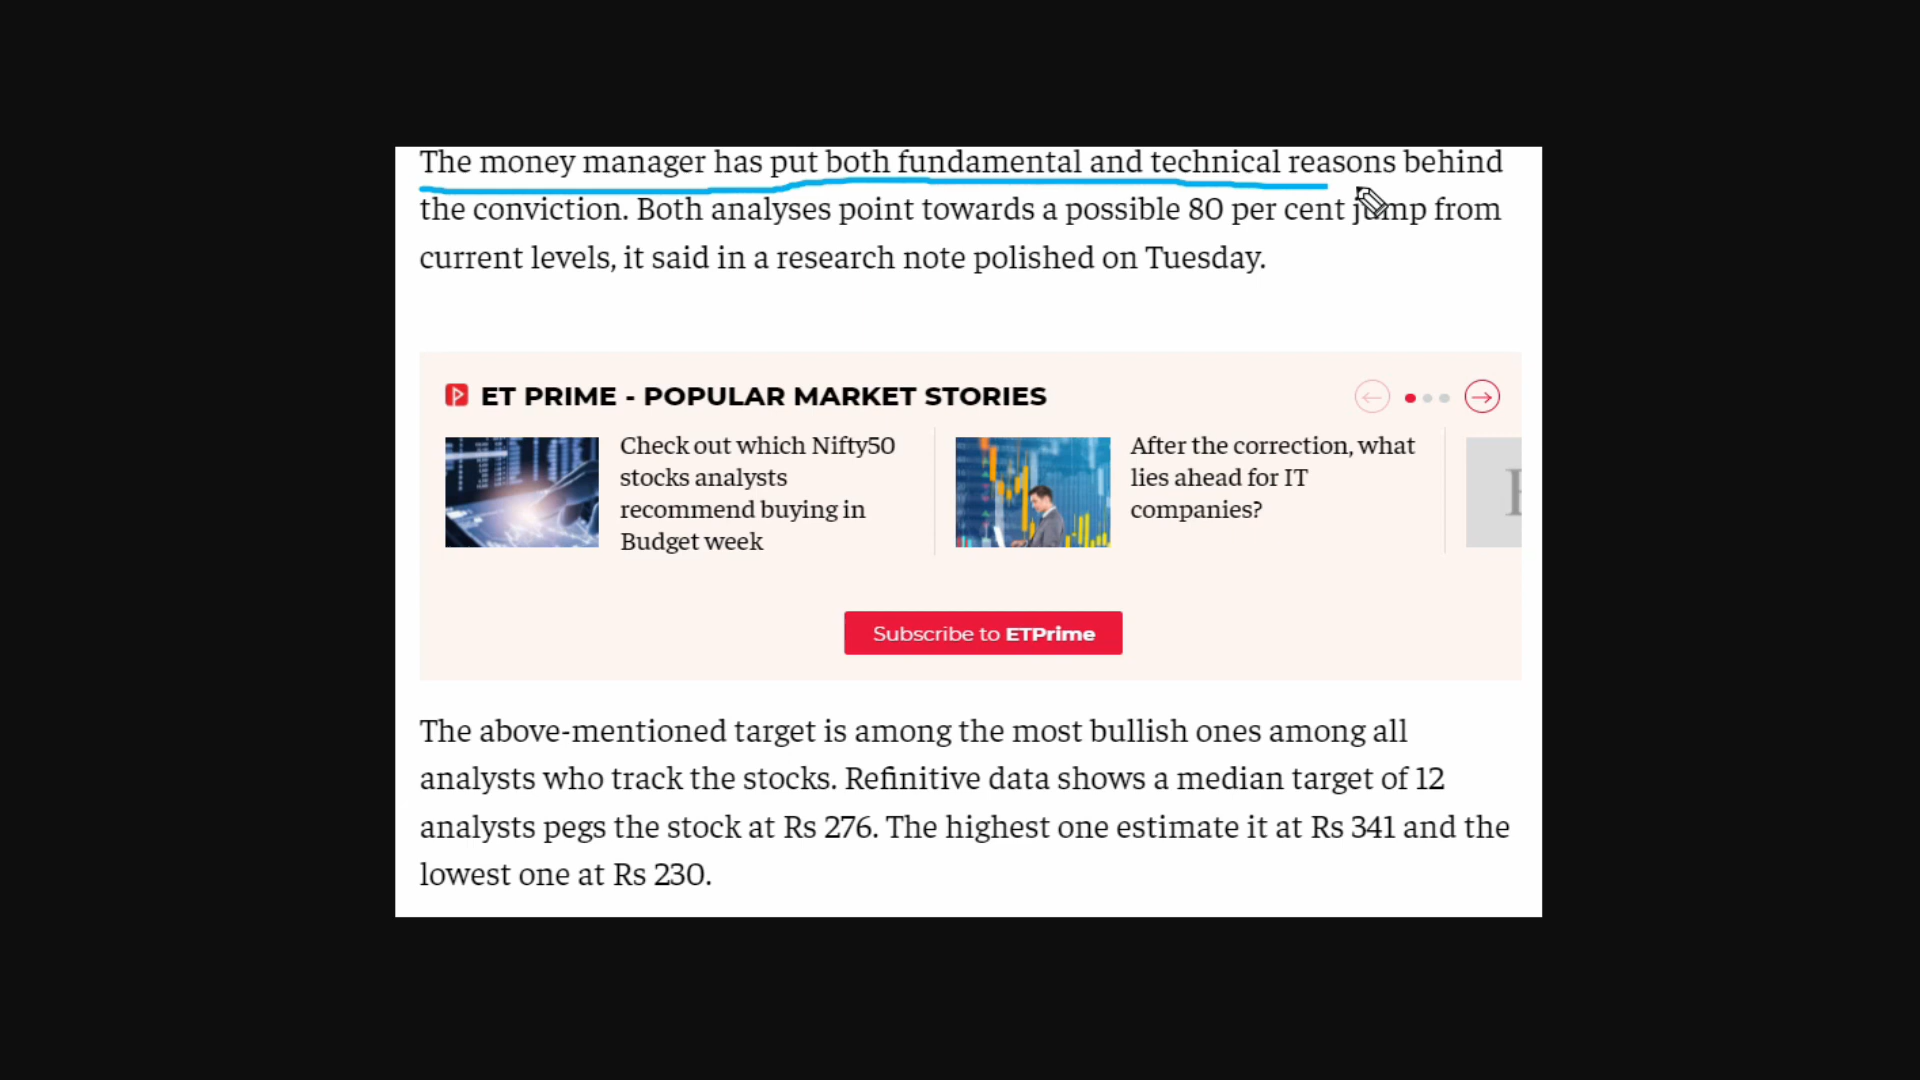 The money manager has put both fundamental and technical reasons behind
the conviction. Both analyses point towards a possible 80 per cent jump from
current levels, it said in a research note polished on Tuesday.
ET PRIME - POPULAR MARKET STORIES
Check out which Nifty50
stocks analysts
recommend buying in
Budget week
After the correction, what
lies ahead for IT
companies?
Subscribe to ETPrime
The above-mentioned target is among the most bullish ones among all
analysts who track the stocks. Refinitive data shows a median target of 12
analysts pegs the stock at Rs 276. The highest one estimate it at Rs 341 and the
lowest one at Rs 230.